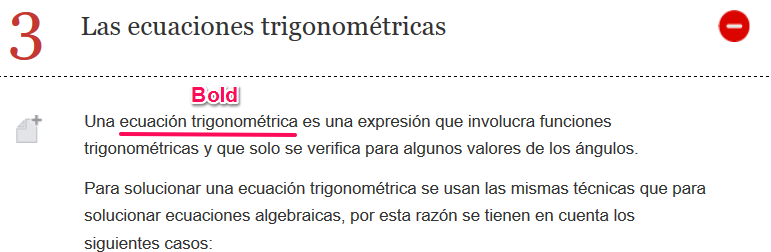 3 Las ecuaciones trigonométricas
Bold
Una ecuación trigonométrica es una expresión que involucra funciones
trigonométricas y que solo se verifica para algunos valores de los ángulos.
Para solucionar una ecuación trigonométrica se usan las mismas técnicas que para
solucionar ecuaciones algebraicas, por esta razón se tienen en cuenta los
siguientes casos: